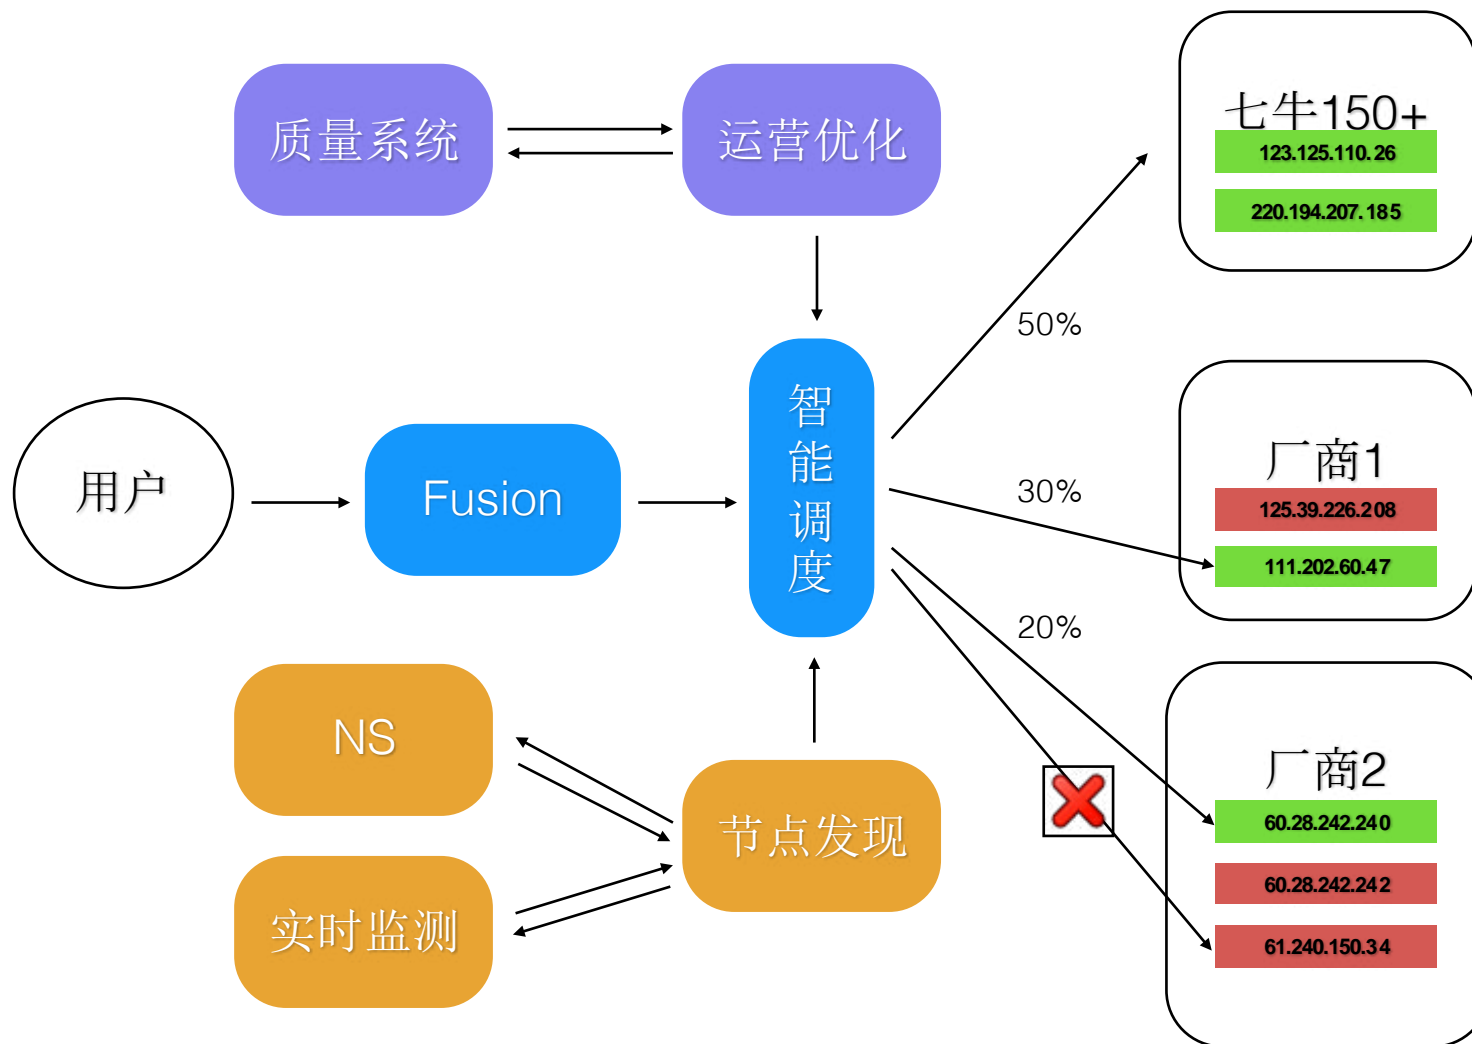 质量系统
运营优化
七牛150+
123.125.110.26
220.194.207.185
50%
用户
Fusion
智能调度
30%
厂商1
125.39.226.208
111.202.60.47
20%
NS
实时监测
节点发现
厂商2
60.28.242.240
60.28.242.242
61.240.150.34